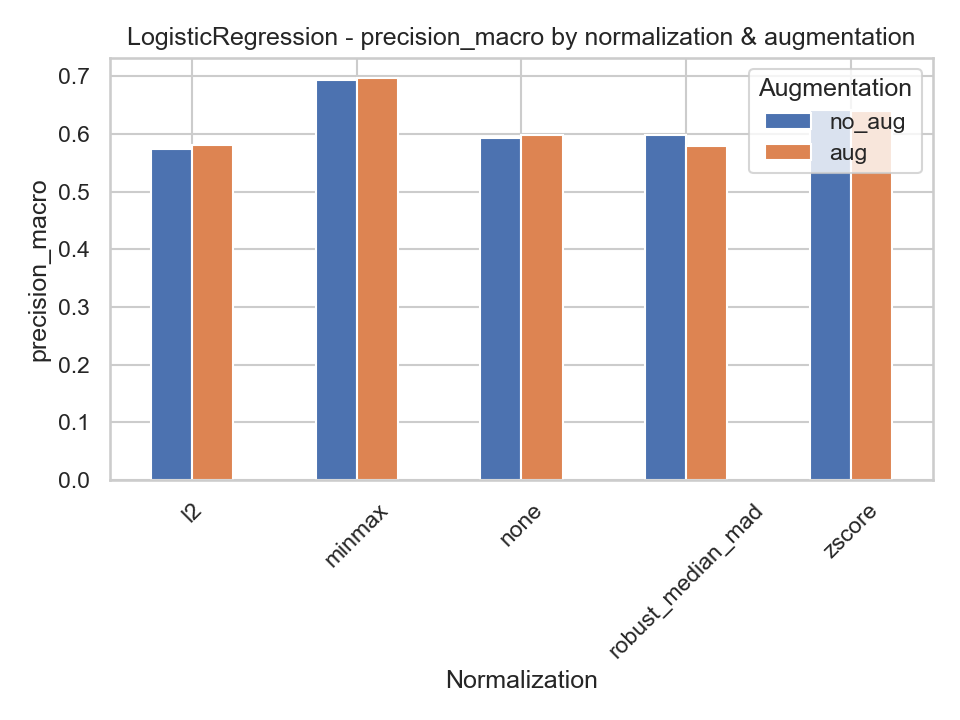 LogisticRegression - precision_macro by normalization & augmentation
precision_macro
0.7
0.6
0.5
0.4
0.3
0.2
0.1
0.0
Augmentation
no_aug
aug
l2
minmax
none
robust_median_mad
zscore
Normalization